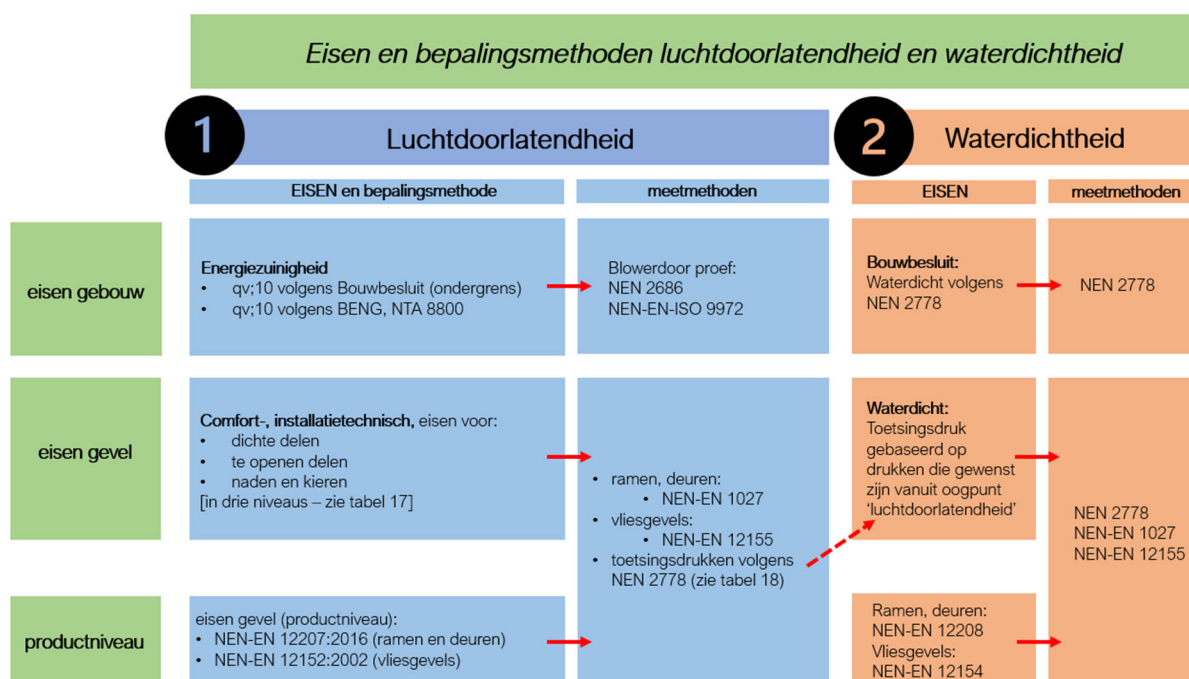 Eisen en bepalingsmethoden luchtdoorlatendheid en waterdichtheid
1
Luchtdoorlatendheid
2
Waterdichtheid
EISEN en bepalingsmethode
meetmethoden
EISEN
meetmethoden
eisen gebouw
Energiezuinigheid
• qv;10 volgens Bouwbesluit (ondergrens)
• qv;10 volgens BENG, NTA 8800
Blowerdoor proef:
NEN 2686
NEN-EN-ISO 9972
Bouwbesluit:
Waterdicht volgens
NEN 2778
NEN 2778
eisen gevel
Comfort-, installatietechnisch, eisen voor:
• dichte delen
• te openen delen
• naden en kieren
[in drie niveaus – zie tabel 17]
• ramen, deuren:
• NEN-EN 1027
• vliesgevels:
• NEN-EN 12155
• toetsingsdrukken volgens
NEN 2778 (zie tabel 18)
Waterdicht:
Toetsingsdruk
gebaseerd op
drukken die gewenst
zijn vanuit oogpunt
‘luchtdoorlatendheid’
NEN 2778
NEN-EN 1027
NEN-EN 12155
productniveau
eisen gevel (productniveau):
• NEN-EN 12207:2016 (ramen en deuren)
• NEN-EN 12152:2002 (vliesgevels)
Ramen, deuren:
NEN-EN 12208
Vliesgevels:
NEN-EN 12154